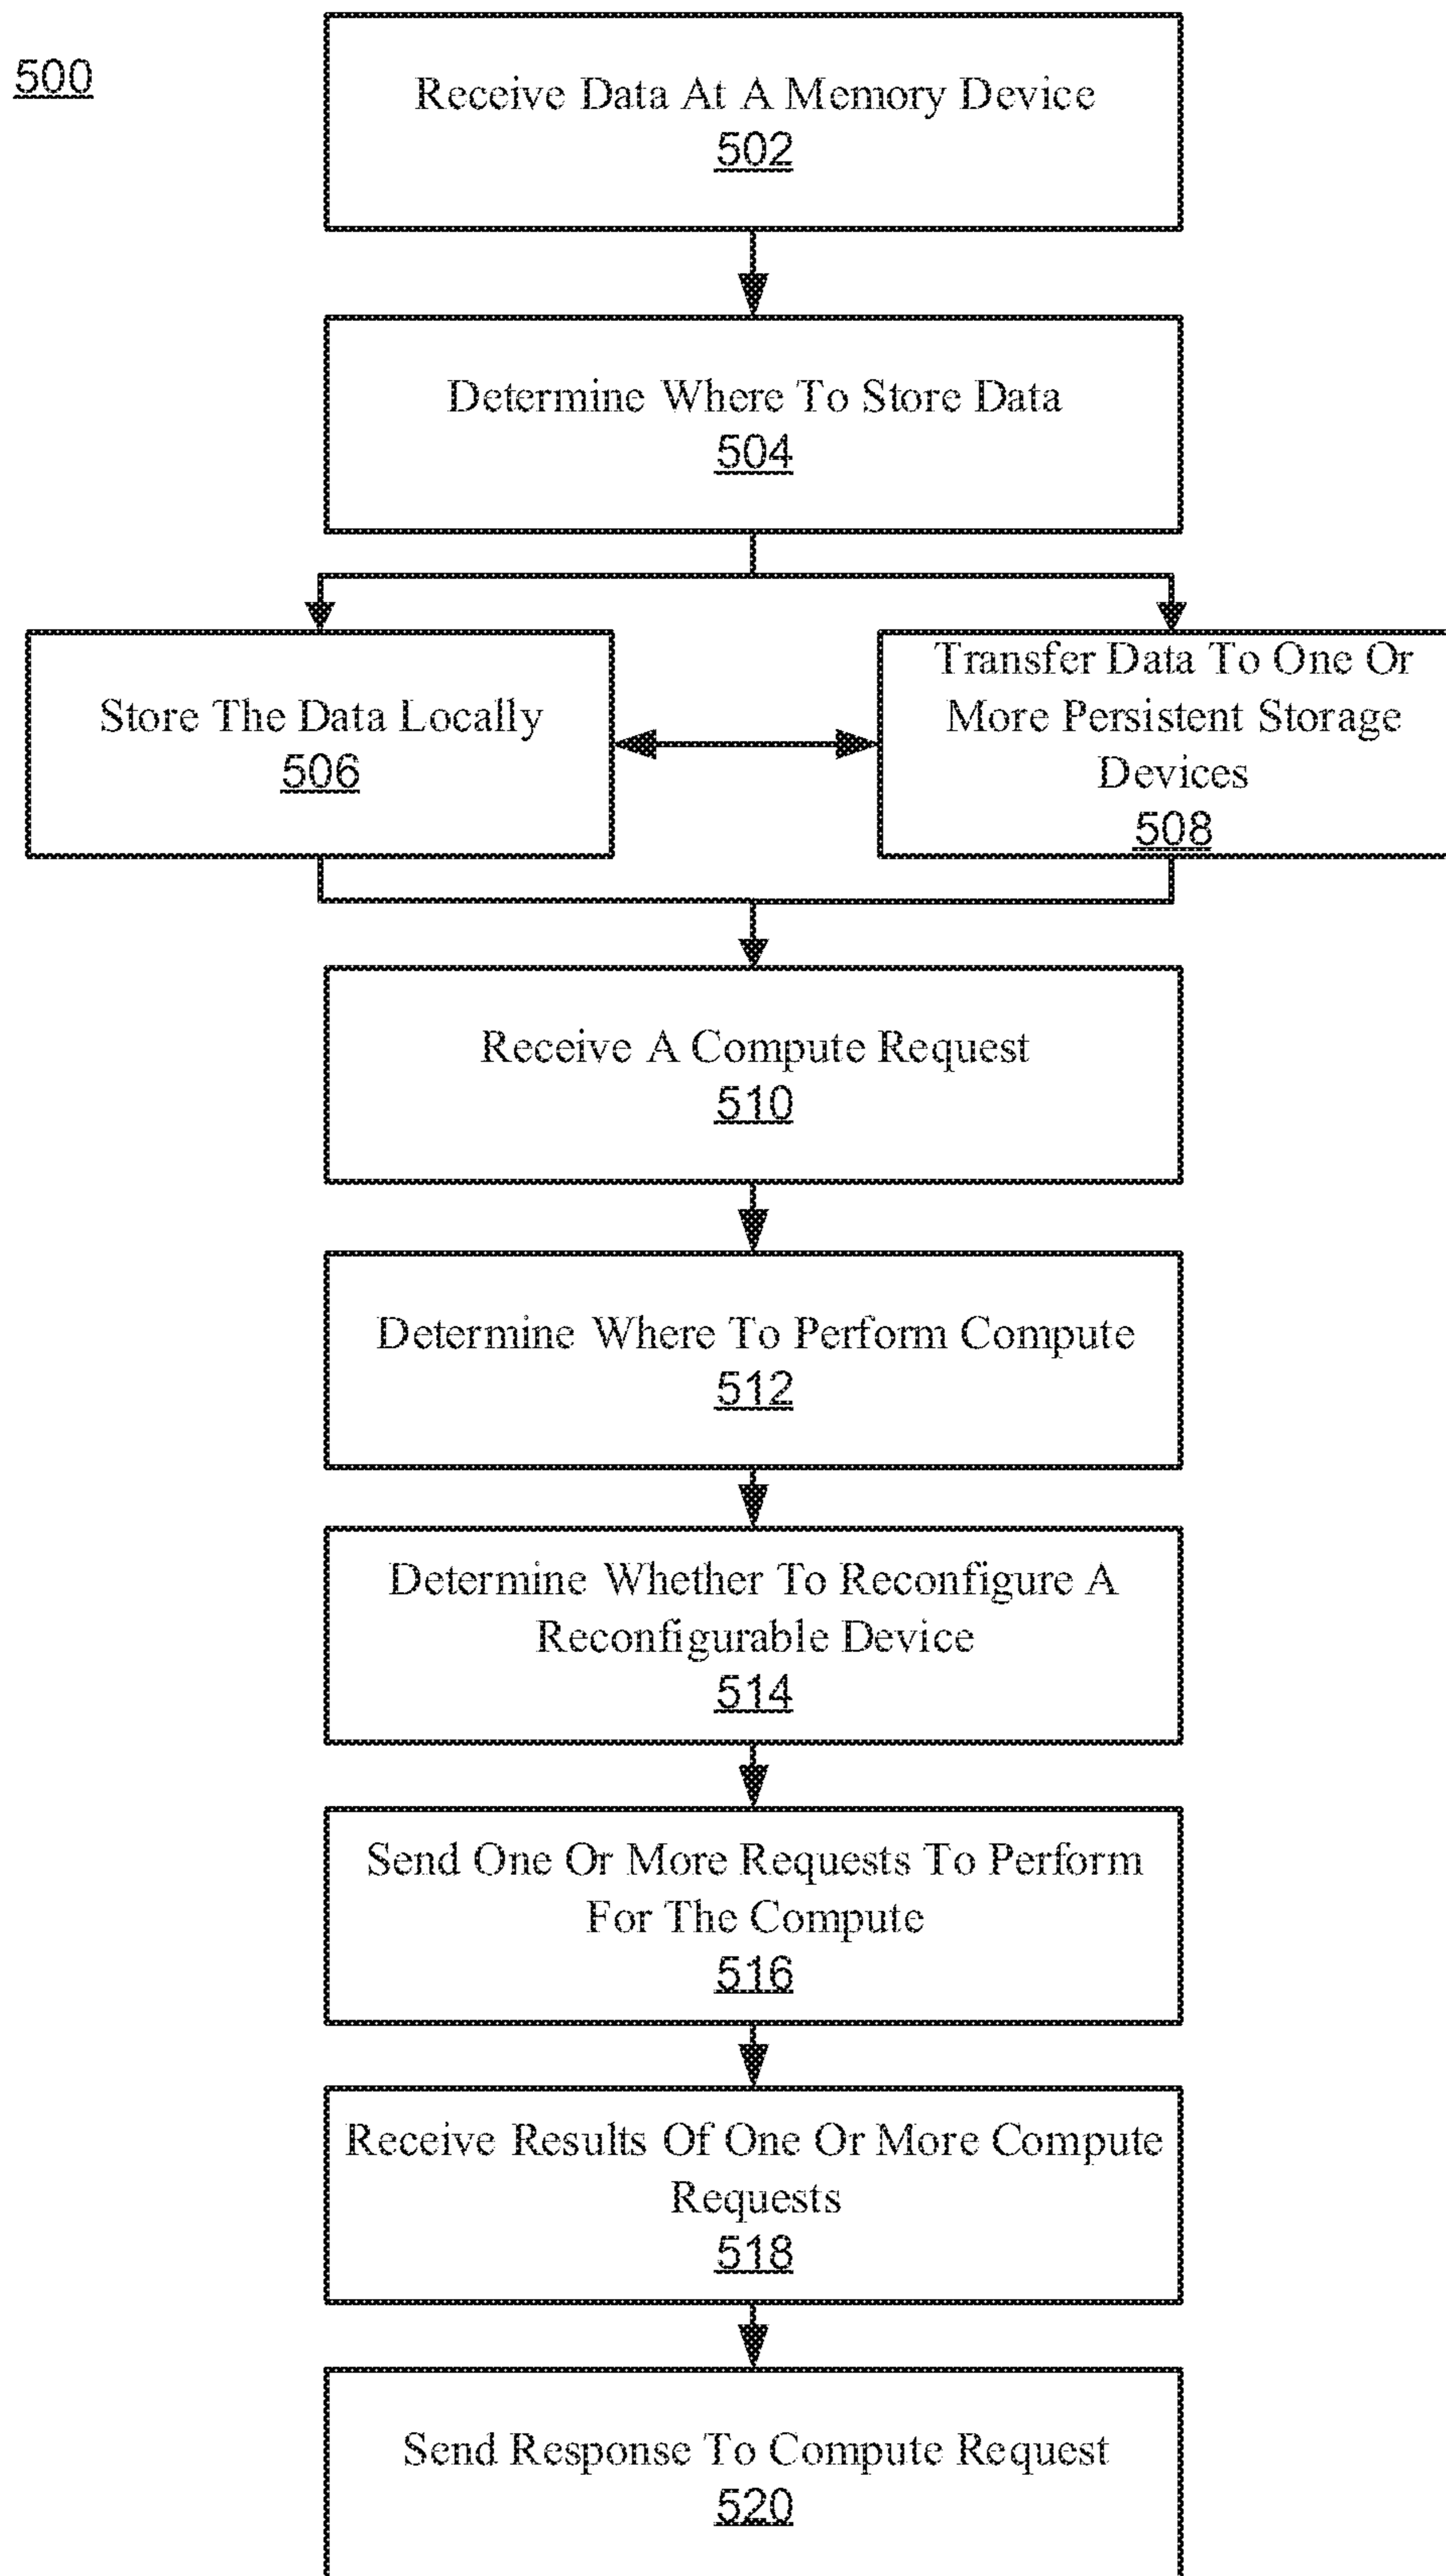 500
Receive Data At A Memory Device
502
Determine Where To Store Data
504
Store The Data Locally
506
Transfer Data To One Or
More Persistent Storage
Devices
508
Receive A Compute Request
510
Determine Where To Perform Compute
512
Determine Whether To Reconfigure A
Reconfigurable Device
514
Send One Or More Requests To Perform
For The Compute
516
Receive Results Of One Or More Compute
Requests
518
Send Response To Compute Request
520